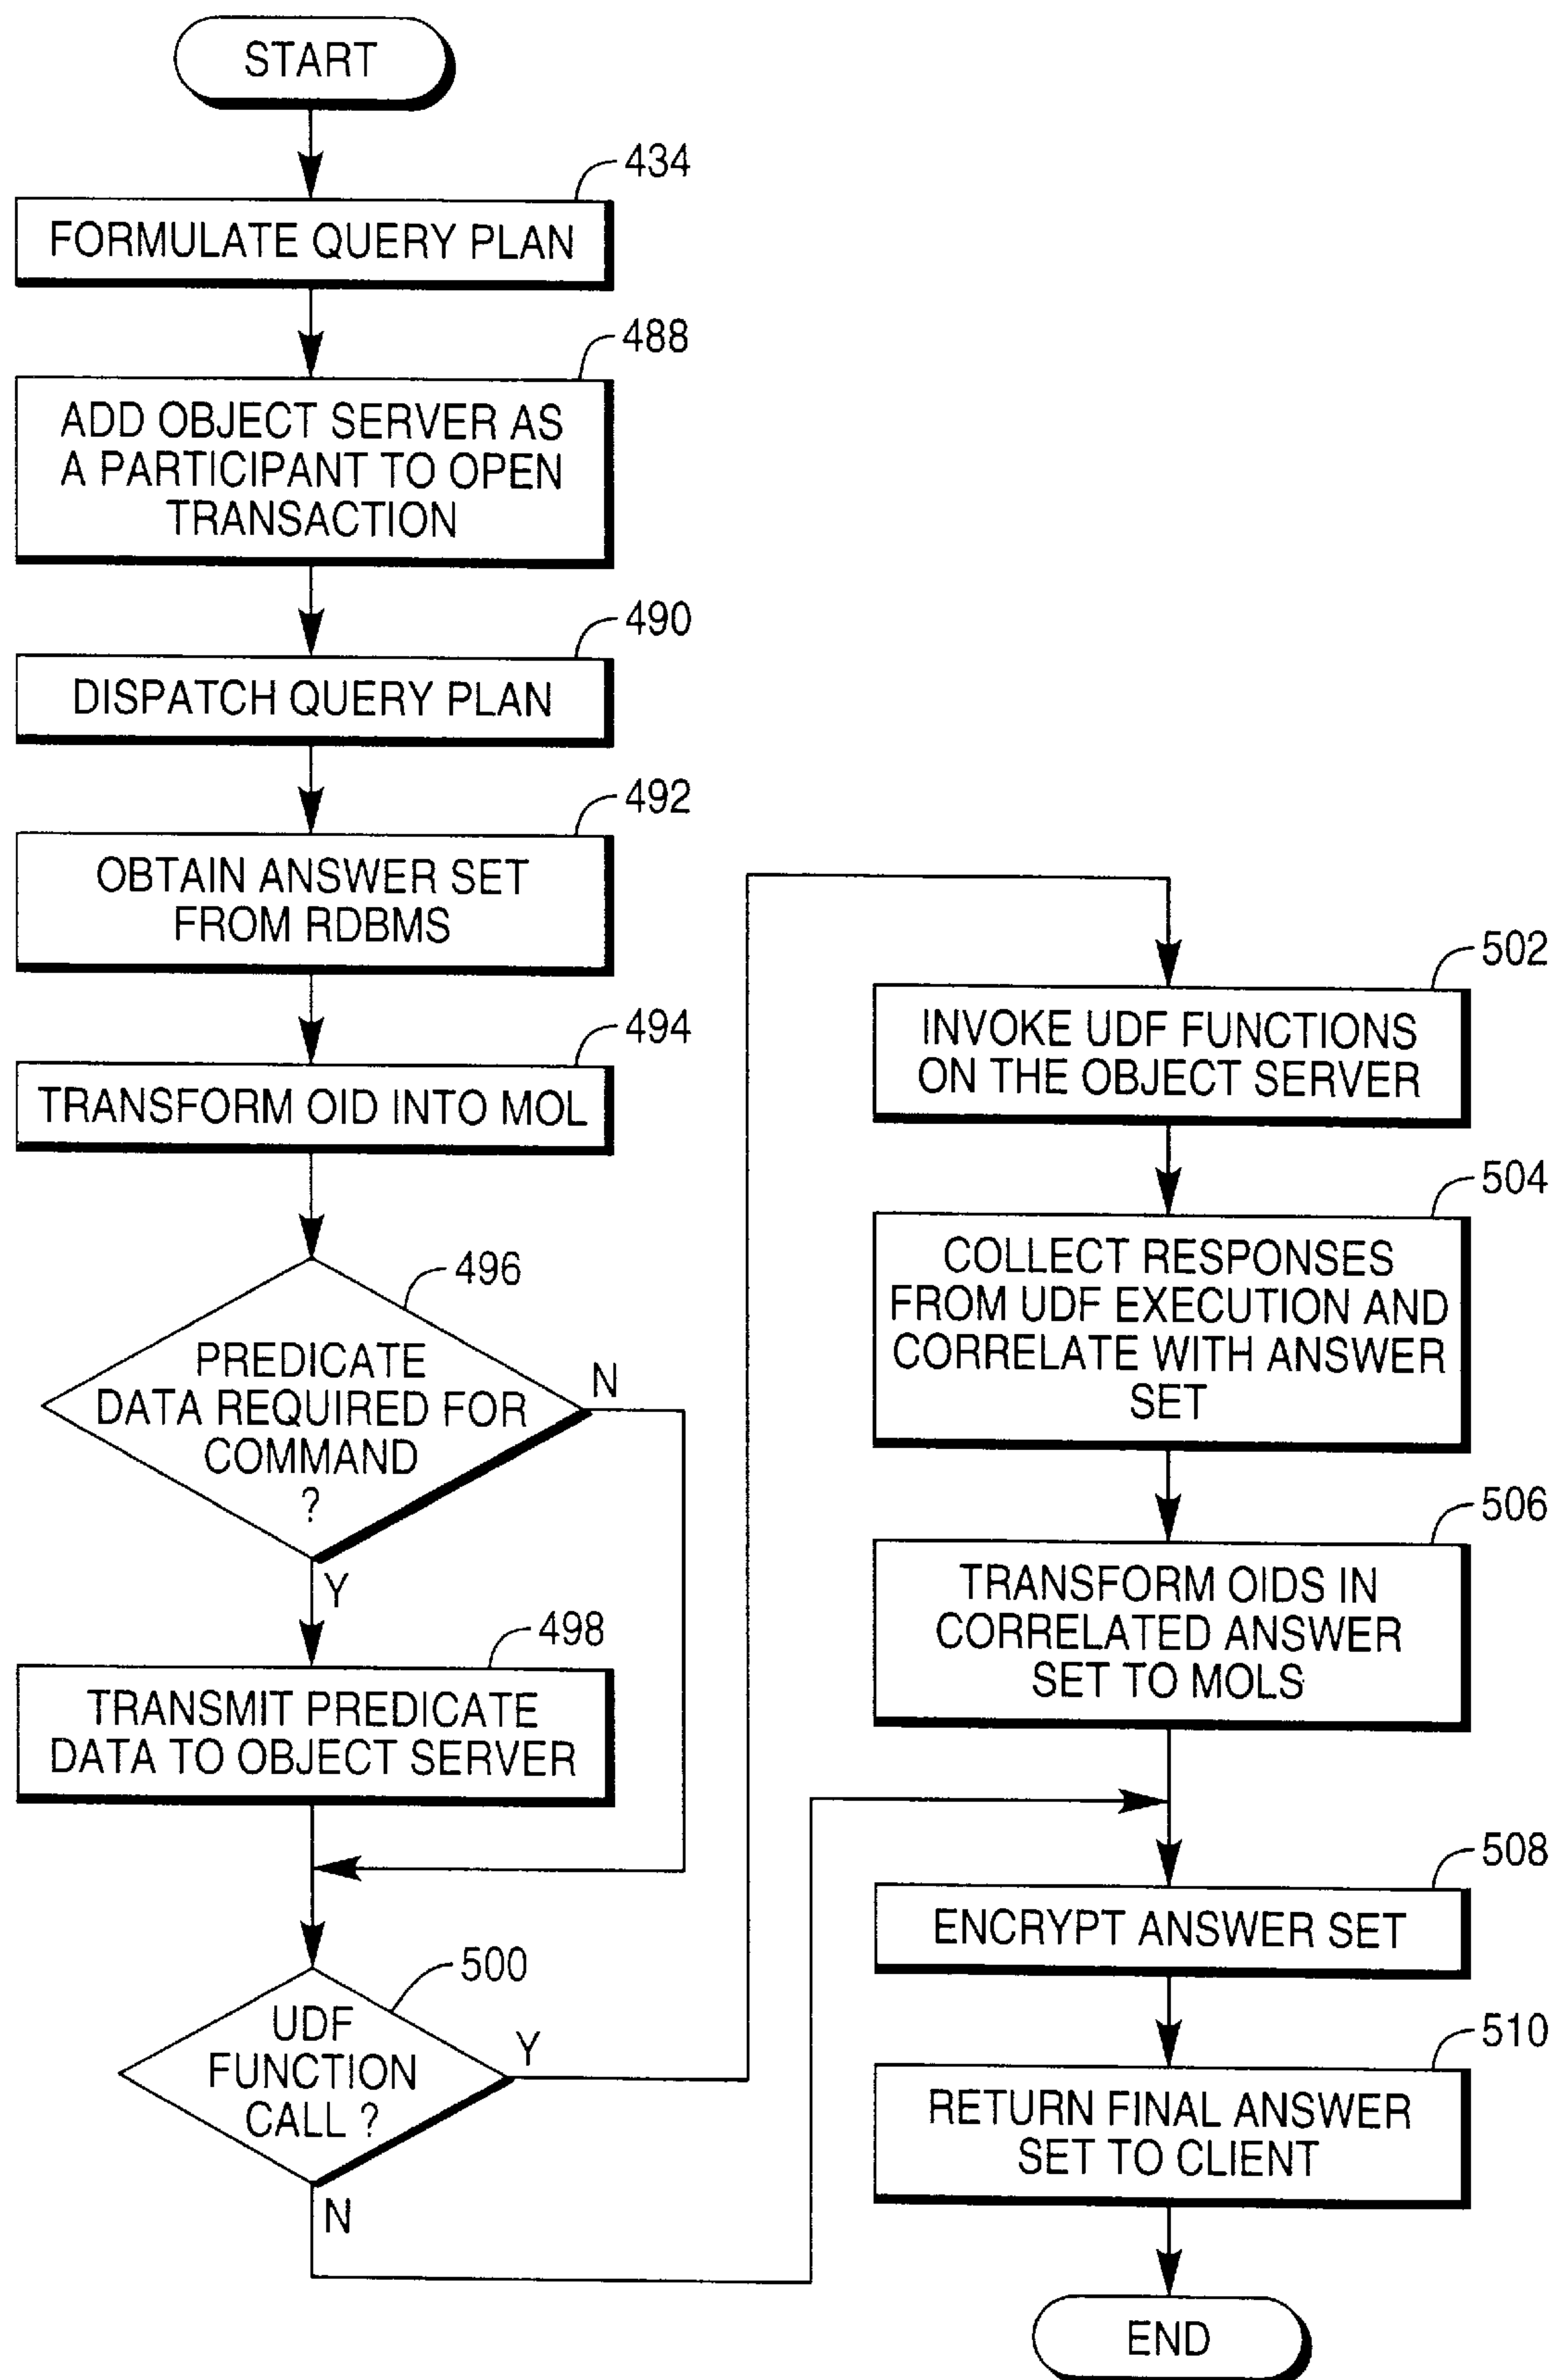 START
434
FORMULATE QUERY PLAN
488
ADD OBJECT SERVER AS
A PARTICIPANT TO OPEN
TRANSACTION
490
DISPATCH QUERY PLAN
492
OBTAIN ANSWER SET
FROM RDBMS
494
TRANSFORM OID INTO MOL
496
PREDICATE
DATA REQUIRED FOR
COMMAND
?
N
Y
498
TRANSMIT PREDICATE
DATA TO OBJECT SERVER
500
UDF
FUNCTION
CALL ?
Y
N
502
INVOKE UDF FUNCTIONS
ON THE OBJECT SERVER
504
COLLECT RESPONSES
FROM UDF EXECUTION AND
CORRELATE WITH ANSWER
SET
506
TRANSFORM OIDS IN
CORRELATED ANSWER
SET TO MOLS
508
ENCRYPT ANSWER SET
510
RETURN FINAL ANSWER
SET TO CLIENT
END